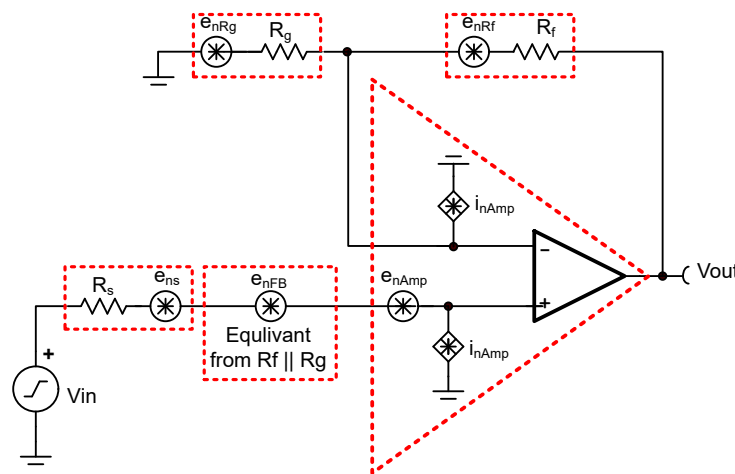 enRg
Rg
enRf
Rf
inAmp
Rs
ens
enFB
enAmp
Vout
Equlivant
from Rf || Rg
inAmp
Vin